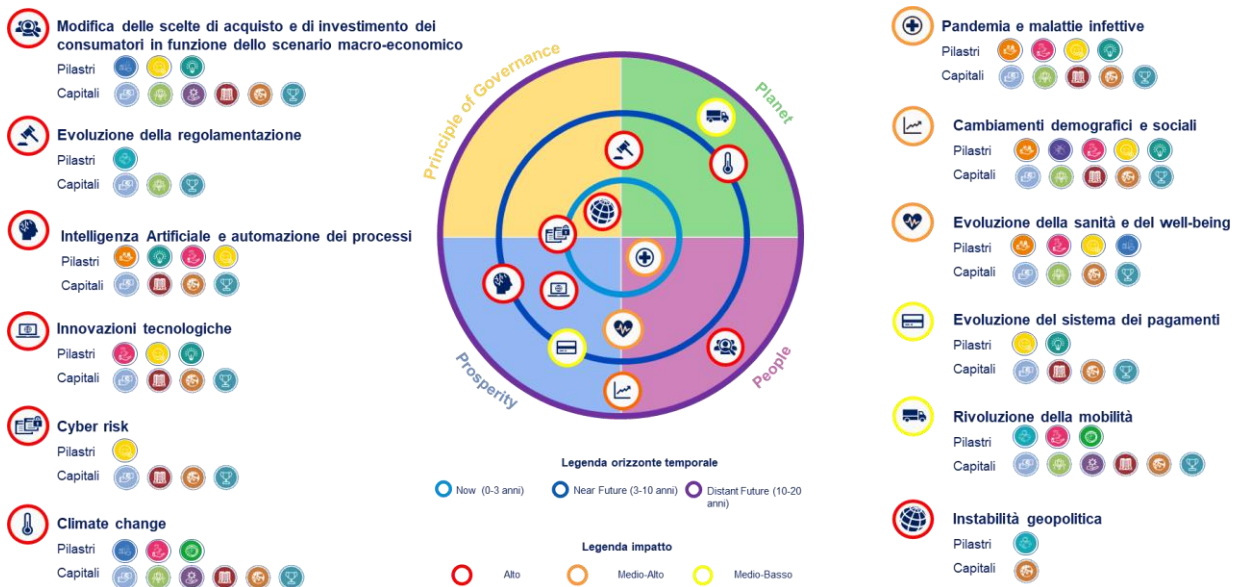 Modifica delle scelte di acquisto e di investimento dei
consumatori in funzione dello scenario macro-economico
Pilastri
Capitali
Evoluzione della regolamentazione
Pilastri
Capitali
Intelligenza Artificiale e automazione dei processi
Pilastri
Capitali
Innovazioni tecnologiche
Pilastri
Capitali
Cyber risk
Pilastri
Capitali
Climate change
Pilastri
Capitali
Principle of Governance
Planet
Prosperity
People
Legenda orizzonte temporale
Now (0-3 anni)
Near Future (3-10 anni)
Distant Future (10-20
anni)
Legenda impatto
Alto
Medio-Alto
Medio-Basso
Pandemia e malattie infettive
Pilastri
Capitali
Cambiamenti demografici e sociali
Pilastri
Capitali
Evoluzione della sanità e del well-being
Pilastri
Capitali
Evoluzione del sistema dei pagamenti
Pilastri
Capitali
Rivoluzione della mobilità
Pilastri
Capitali
Instabilità geopolitica
Pilastri
Capitali